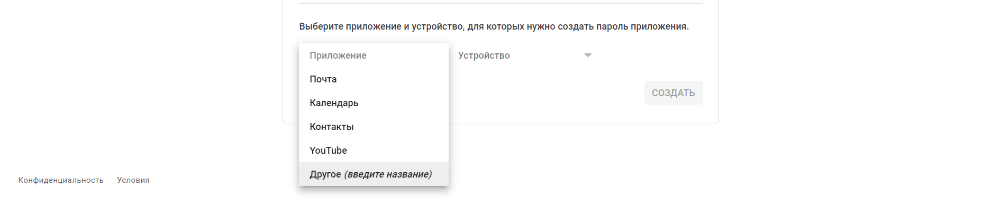 Выберите приложение и устройство, для которых нужно создать пароль приложения.
Приложение
Устройство
Почта
Календарь
Контакты
YouTube
Другое (введите название)
СОЗДАТЬ
Конфиденциальность
Условия